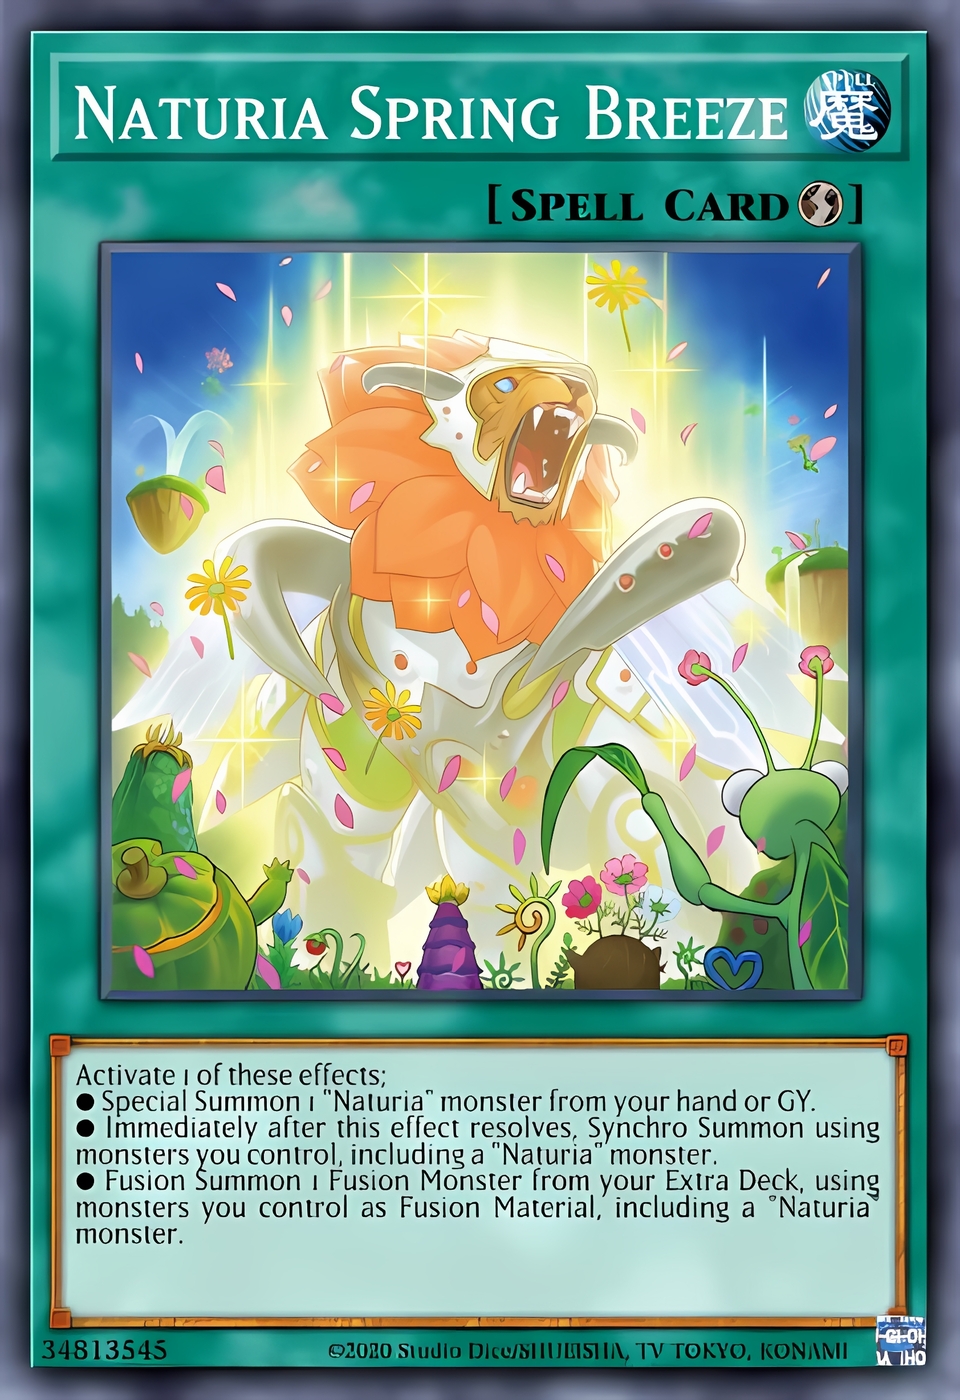 NATURIA SPRING BREEZE
魔
[SPELL CARD]
Activate 1 of these effects;
● Special Summon 1 "Naturia" monster from your hand or GY.
● Immediately after this effect resolves, Synchro Summon using
monsters you control, including a "Naturia" monster.
● Fusion Summon 1 Fusion Monster from your Extra Deck, using
monsters you control as Fusion Material, including a "Naturia"
monster.
34813545
©2020 Studio Dice/SHUEISHA, TV TOKYO, KONAMI